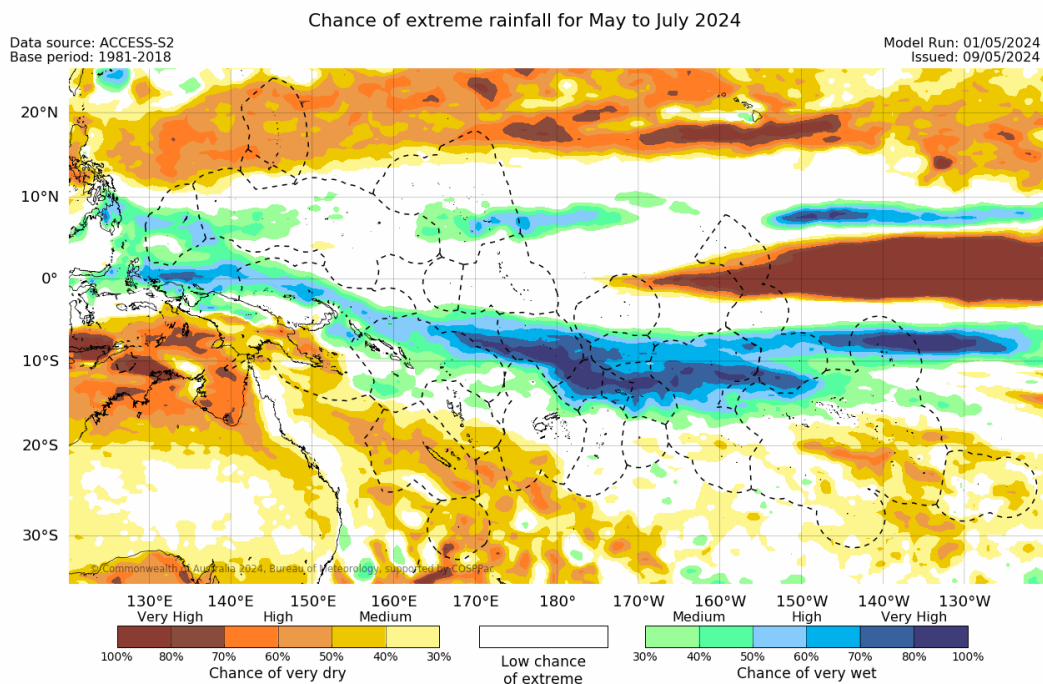 Chance of extreme rainfall for May to July 2024
Data source: ACCESS-S2
Base period: 1981-2018
Model Run: 01/05/2024
Issued: 09/05/2024
20°N
10°N
0°
10°S
20°S
30°S
© Commonwealth of Australia 2024, Bureau of Meteorology, supported by COSPPac
130°E 140°E 150°E 160°E 170°E 180° 170°W 160°W 150°W 140°W 130°W
Very High High Medium
100% 80% 70% 60% 50% 40% 30%
Chance of very dry
Low chance
of extreme
Medium High Very High
30% 40% 50% 60% 70% 80% 100%
Chance of very wet